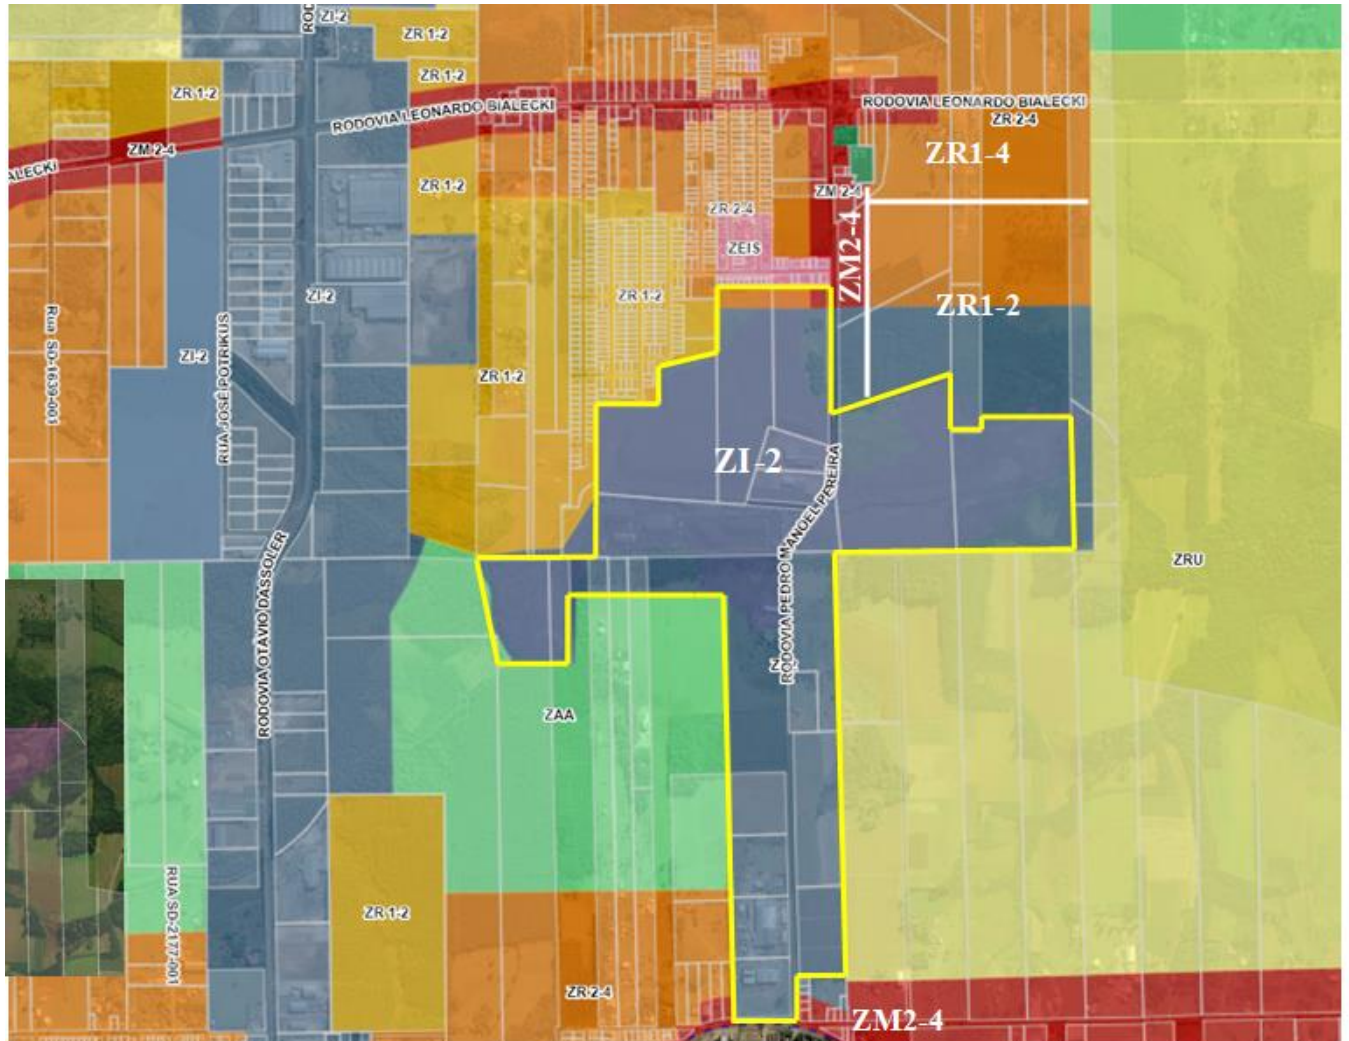 ROD
ZI-2
ZR 1-2
ZR 1-2
ZR 1-2
RODOVIA LEONARDO BIALECKI
RODOVIA LEONARDO BIALECKI
ZR 2-4
ZM 2-4
ALECKI
ZR1-4
ZR 1-2
ZM 2-4
ZR 2-4
ZM2-4
ZEIS
ZI-2
ZR 1-2
ZR1-2
Rua SD-1639-001
ZI-2
RUA JOSÉ POTRIKUS
ZR 1-2
ZI-2
RODOVIA PEDRO MANOEL PEREIRA
RODOVIA OTÁVIO DASSOLER
ZRU
ZAA
RUA SD-2177-001
ZR 1-2
ZR 2-4
ZM2-4